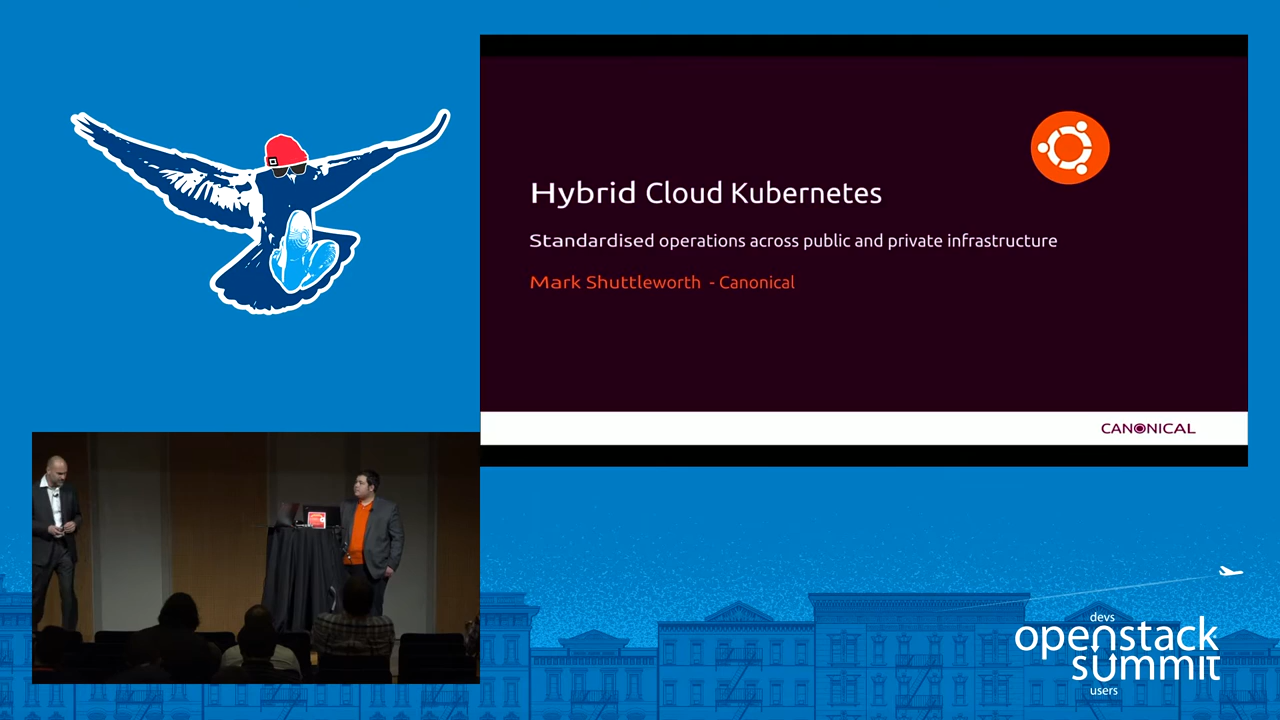 Hybrid Cloud Kubernetes
Standardised operations across public and private infrastructure
Mark Shuttleworth - Canonical
CANONICAL
devs
openstack
summit
users